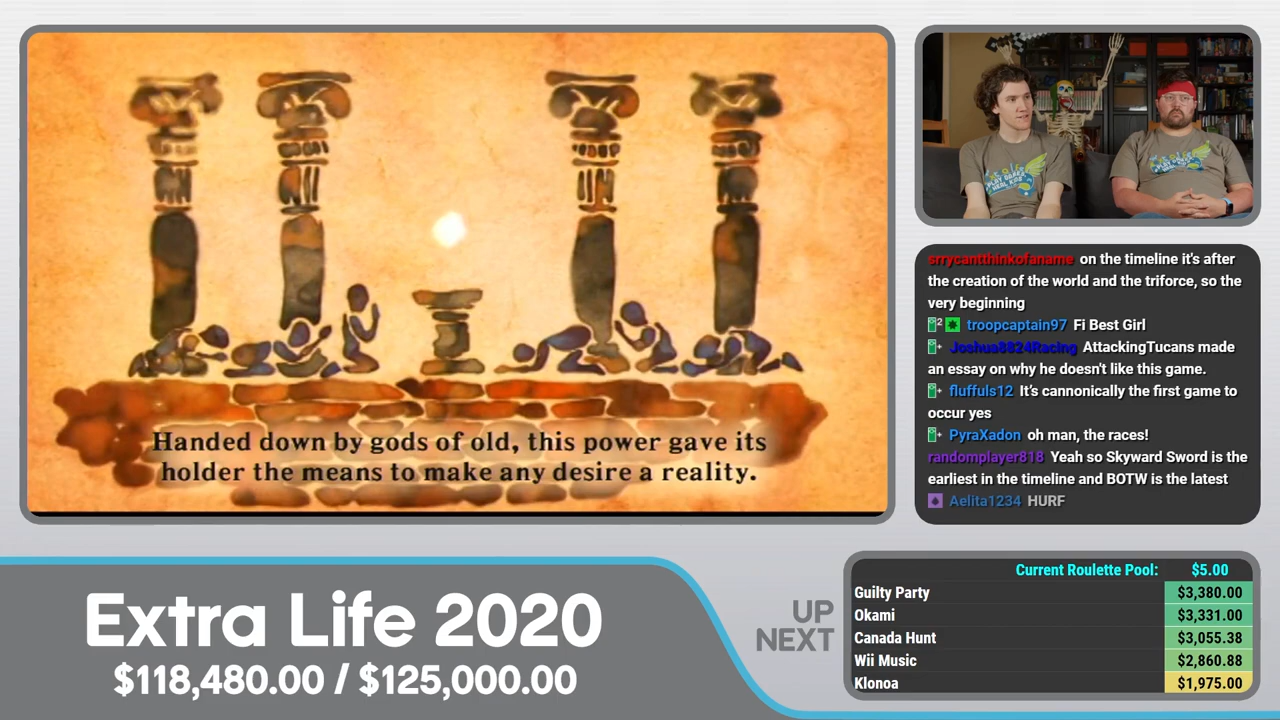 Handed down by gods of old, this power gave its
holder the means to make any desire a reality.
srrycantthinkofaname on the timeline it's after
the creation of the world and the triforce, so the
very beginning
troopcaptain97 Fi Best Girl
Joshua8824Racing AttackingTucans made
an essay on why he doesn't like this game.
fluffuls12 It's cannonically the first game to
occur yes
PyraXadon oh man, the races!
randomplayer818 Yeah so Skyward Sword is the
earliest in the timeline and BOTW is the latest
Aelita1234 HURF
Extra Life 2020
$118,480.00 / $125,000.00
UP
NEXT
Current Roulette Pool: $5.00
Guilty Party $3,380.00
Okami $3,331.00
Canada Hunt $3,055.38
Wii Music $2,860.88
Klonoa $1,975.00